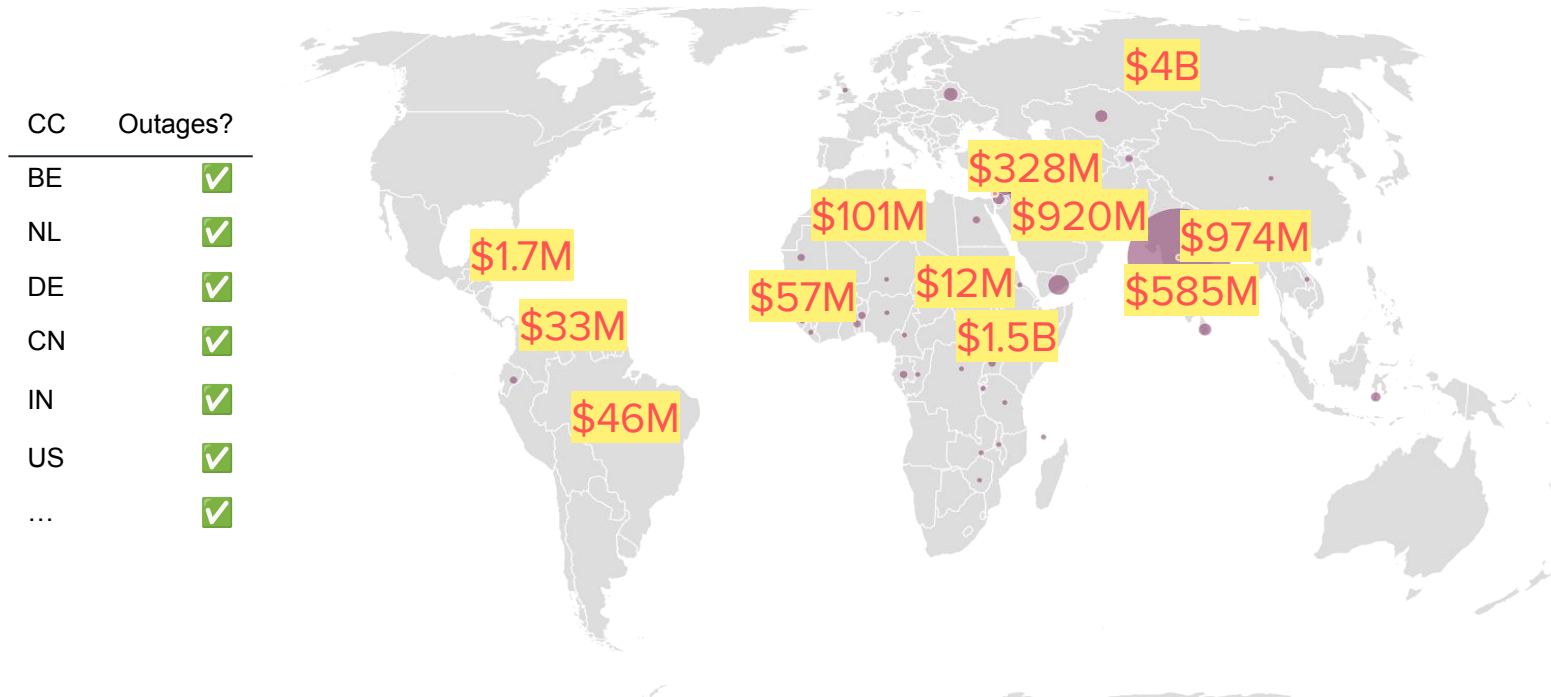 CC Outages?
BE ✅
NL ✅
DE ✅
CN ✅
IN ✅
US ✅
… ✅
$4B
$328M
$101M
$920M
$974M
$1.7M
$57M
$12M
$585M
$33M
$1.5B
$46M